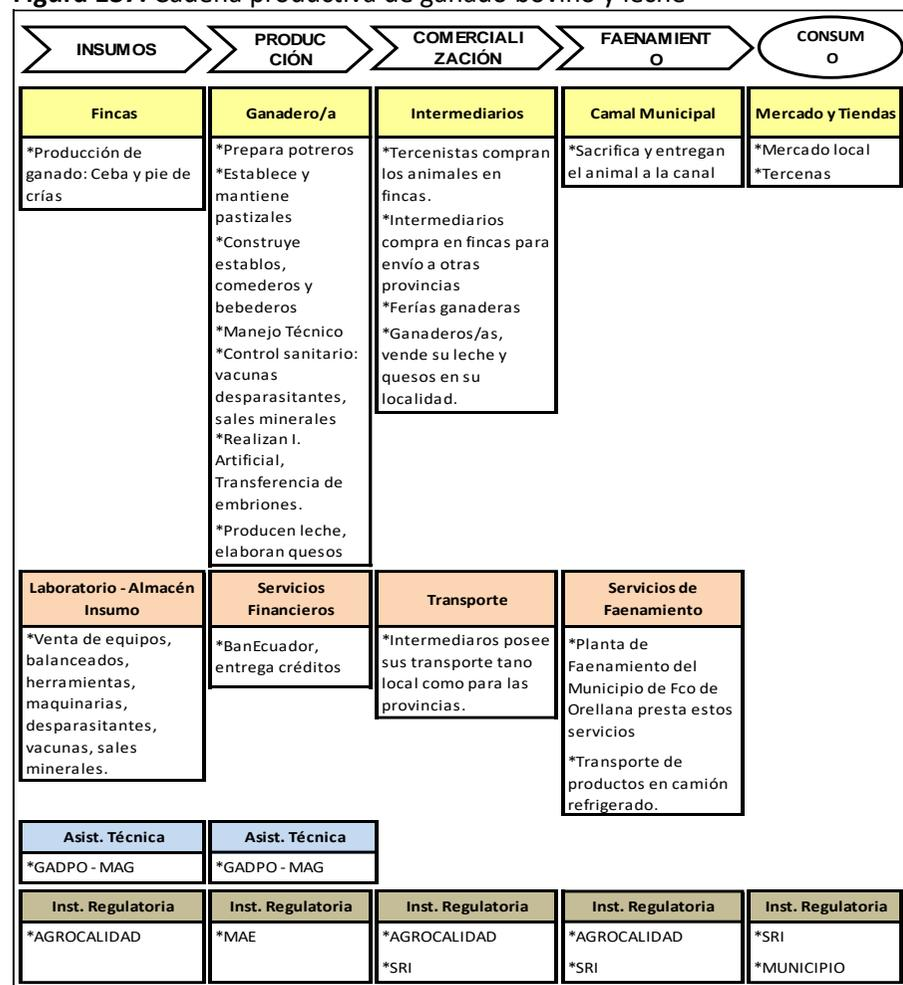 Figura 157. Cadena productiva de ganado bovino y leche
INSUMOS
PRODUC
CIÓN
COMERCIALI
ZACIÓN
FAENAMIENT
O
CONSUM
O
Fincas
*Producción de
ganado: Ceba y pie de
crías
Ganadero/a
*Prepara potreros
*Establece y
mantiene
pastizales
*Construye
establos,
comederos y
bebederos
*Manejo Técnico
*Control sanitario:
vacunas
desparasitantes,
sales minerales
*Realizan I.
Artificial,
Transferencia de
embriones.
*Producen leche,
elaboran quesos
Intermediarios
*Tercenistas compran
los animales en
fincas.
*Intermediarios
compra en fincas para
envío a otras
provincias
*Ferías ganaderas
*Ganaderos/as,
vende su leche y
quesos en su
localidad.
Camal Municipal
*Sacrifica y entregan
el animal a la canal
Mercado y Tiendas
*Mercado local
*Tercenas
Laboratorio - Almacén
Insumo
*Venta de equipos,
balanceados,
herramientas,
maquinarias,
desparasitantes,
vacunas, sales
minerales.
Servicios
Financieros
*BanEcuador,
entrega créditos
Transporte
*Intermediaros posee
sus transporte tano
local como para las
provincias.
Servicios de
Faenamiento
*Planta de
Faenamiento del
Municipio de Fco de
Orellana presta estos
servicios
*Transporte de
productos en camión
refrigerado.
Asist. Técnica
*GADPO - MAG
Asist. Técnica
*GADPO - MAG
Inst. Regulatoria
*AGROCALIDAD
Inst. Regulatoria
*MAE
Inst. Regulatoria
*AGROCALIDAD
*SRI
Inst. Regulatoria
*AGROCALIDAD
*SRI
Inst. Regulatoria
*SRI
*MUNICIPIO